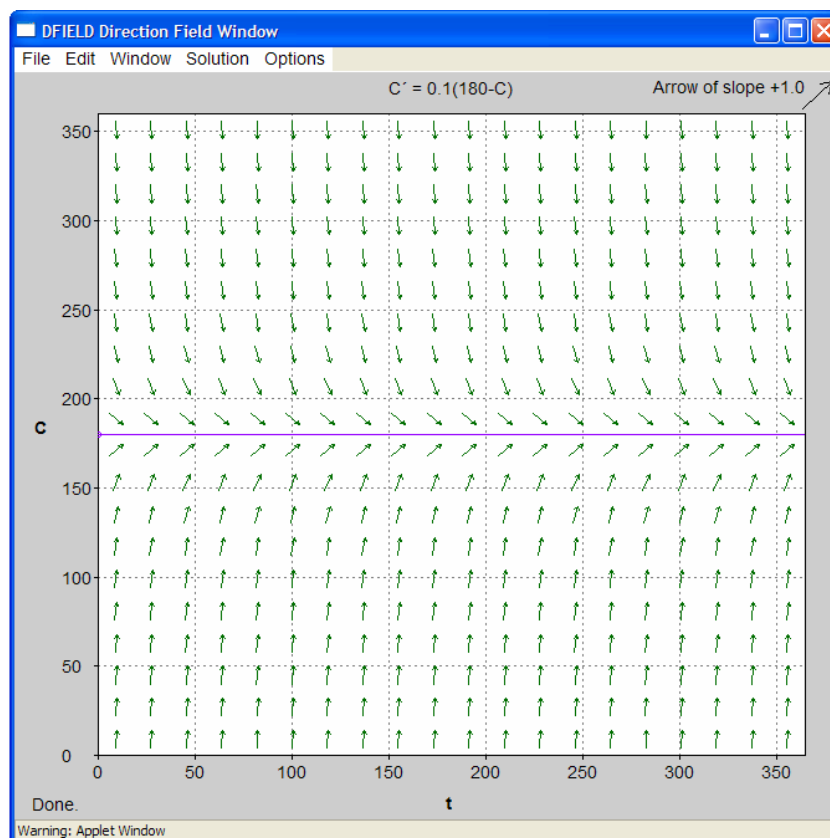 DFIELD Direction Field Window
File Edit Window Solution Options
C´ = 0.1(180-C) Arrow of slope +1.0
350
300
250
200
C
150
100
50
0
0 50 100 150 200 250 300 350
Done. t
Warning: Applet Window